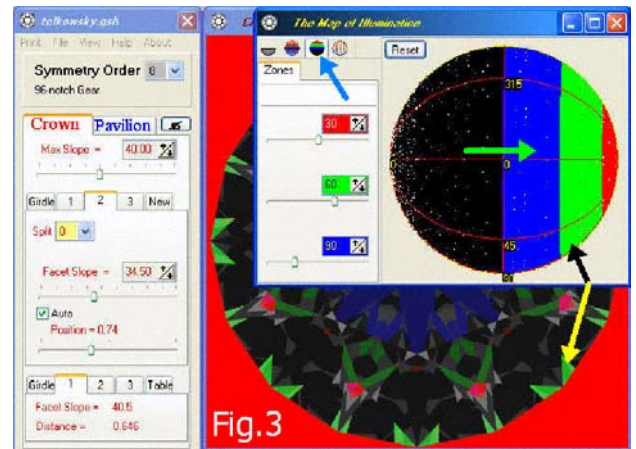 tolkowsky.gsh
Print File View Help About
Symmetry Order 8
96-notch Gear
Crown Pavilion
Max Slope = 40.00
Girdle 1 2 3 New
Split 0
Facet Slope = 34.50
Auto
Position = 0.74
Girdle 1 2 3 Table
Facet Slope = 40.5
Distance = 0.646
The Map of Illumination
Reset
Zones
30
60
90
315
0
0
45
90
Fig.3